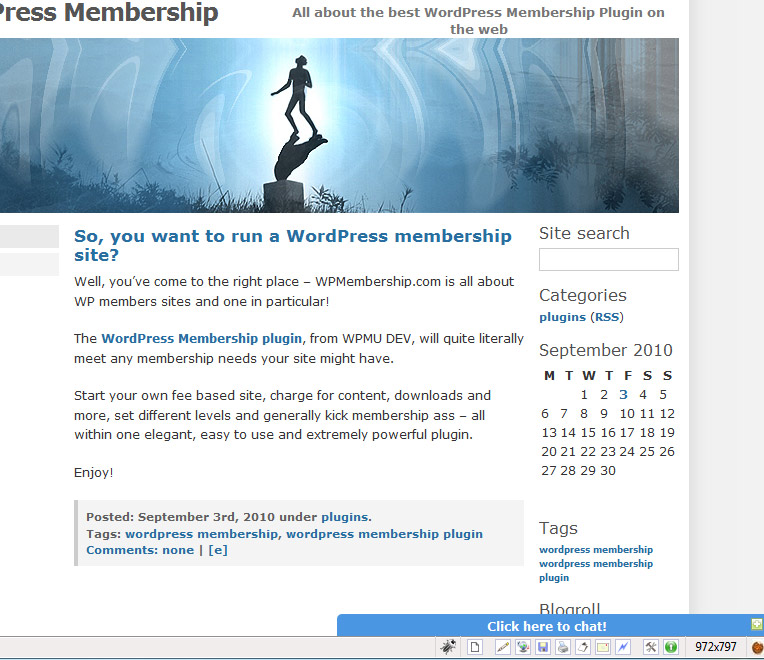 Press Membership
All about the best WordPress Membership Plugin on
the web
So, you want to run a WordPress membership
site?
Well, you’ve come to the right place – WPMembership.com is all about
WP members sites and one in particular!
The WordPress Membership plugin, from WPMU DEV, will quite literally
meet any membership needs your site might have.
Start your own fee based site, charge for content, downloads and
more, set different levels and generally kick membership ass – all
within one elegant, easy to use and extremely powerful plugin.
Enjoy!
Posted: September 3rd, 2010 under plugins.
Tags: wordpress membership, wordpress membership plugin
Comments: none | [e]
Site search
Categories
plugins (RSS)
September 2010
M T W T F S S
1 2 3 4 5
6 7 8 9 10 11 12
13 14 15 16 17 18 19
20 21 22 23 24 25 26
27 28 29 30
Tags
wordpress membership
wordpress membership
plugin
Blogroll
Click here to chat!
972x797